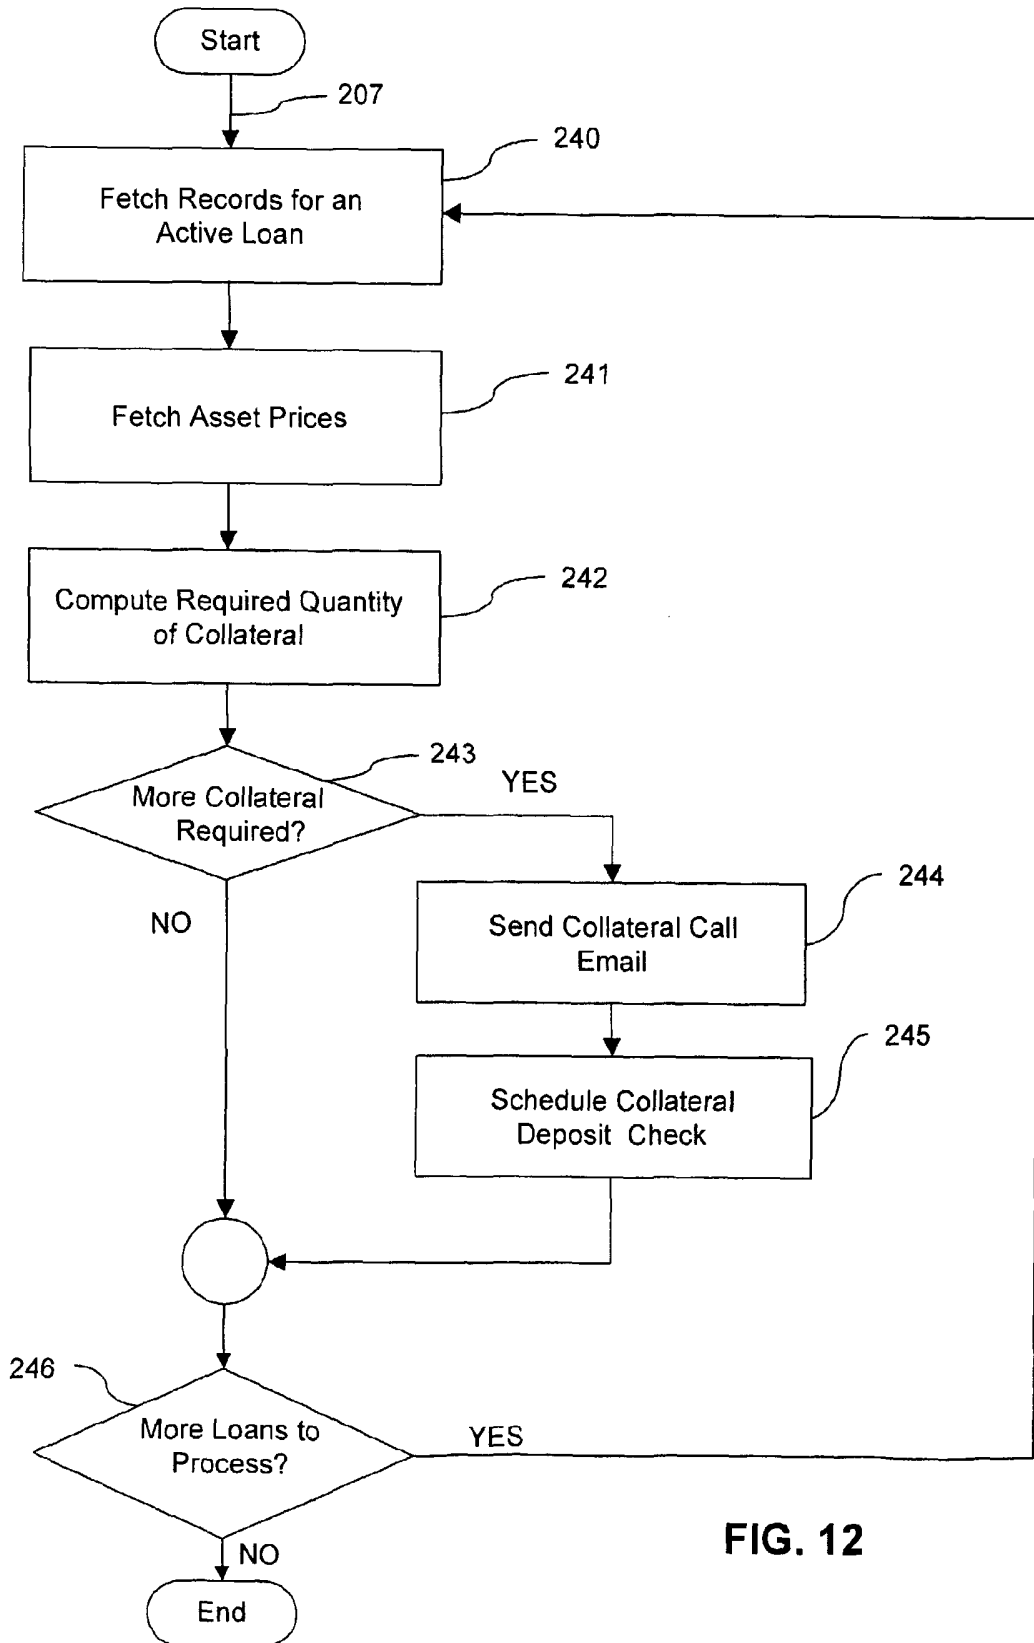 Start
207
240
Fetch Records for an
Active Loan
241
Fetch Asset Prices
242
Compute Required Quantity
of Collateral
243
More Collateral
Required?
YES
NO
244
Send Collateral Call
Email
245
Schedule Collateral
Deposit Check
246
More Loans to
Process?
YES
NO
End
FIG. 12